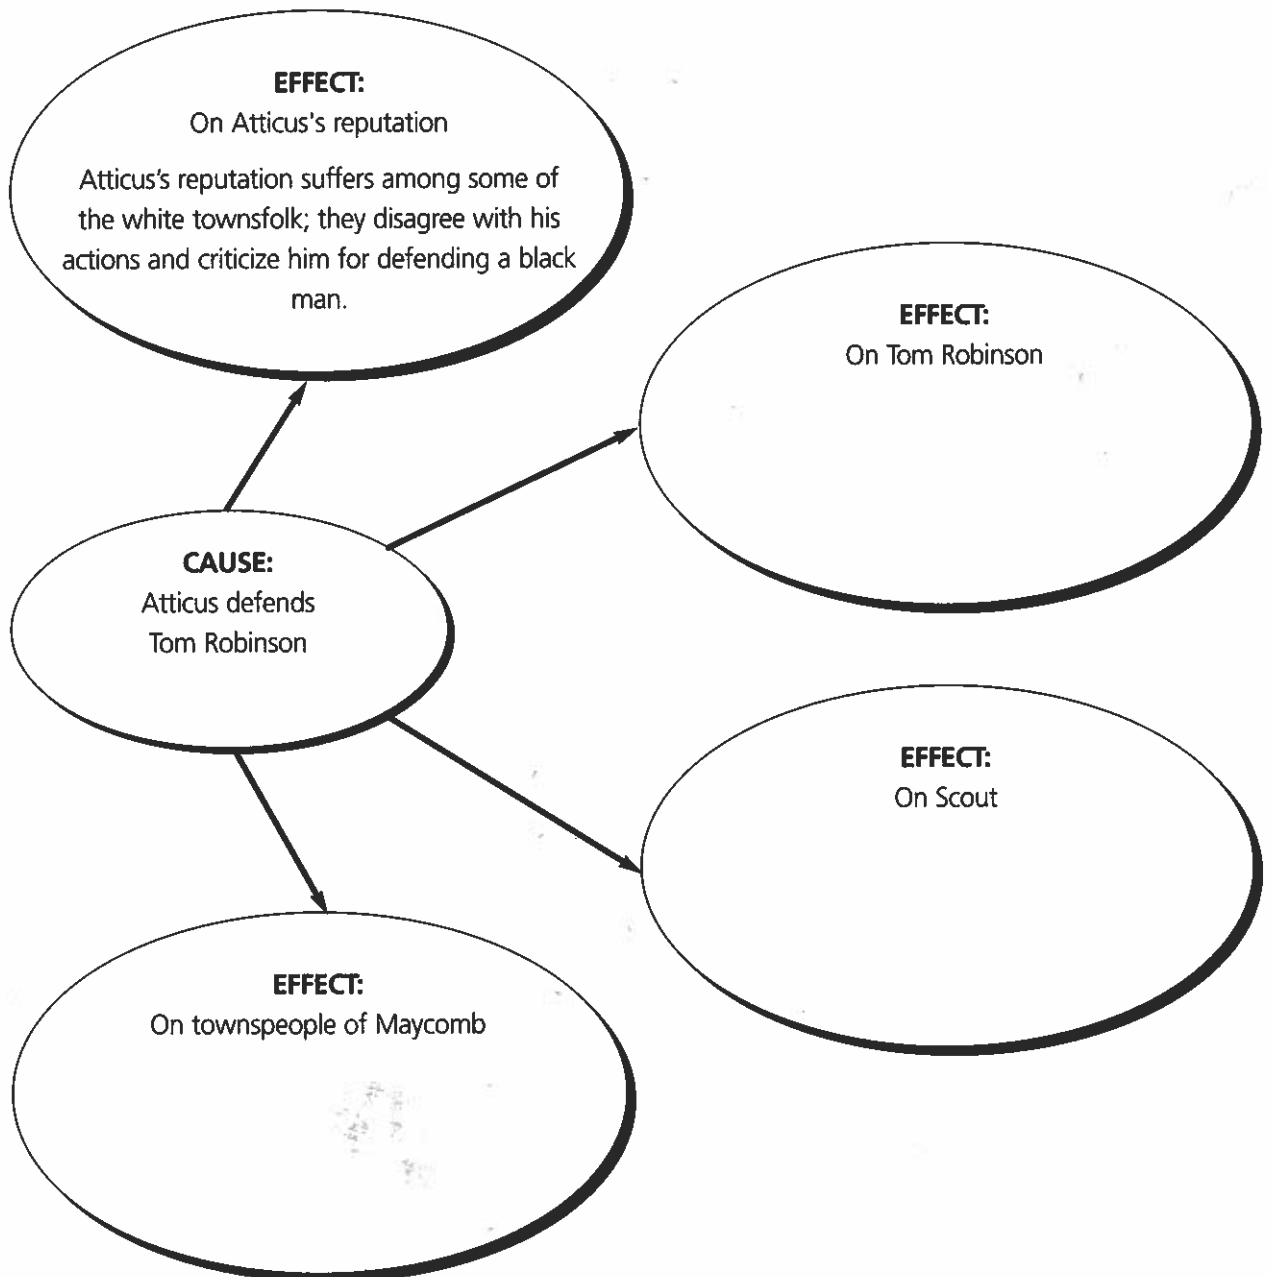 EFFECT:
On Atticus's reputation
Atticus's reputation suffers among some of
the white townsfolk; they disagree with his
actions and criticize him for defending a black
man.
EFFECT:
On Tom Robinson
CAUSE:
Atticus defends
Tom Robinson
EFFECT:
On Scout
EFFECT:
On townspeople of Maycomb